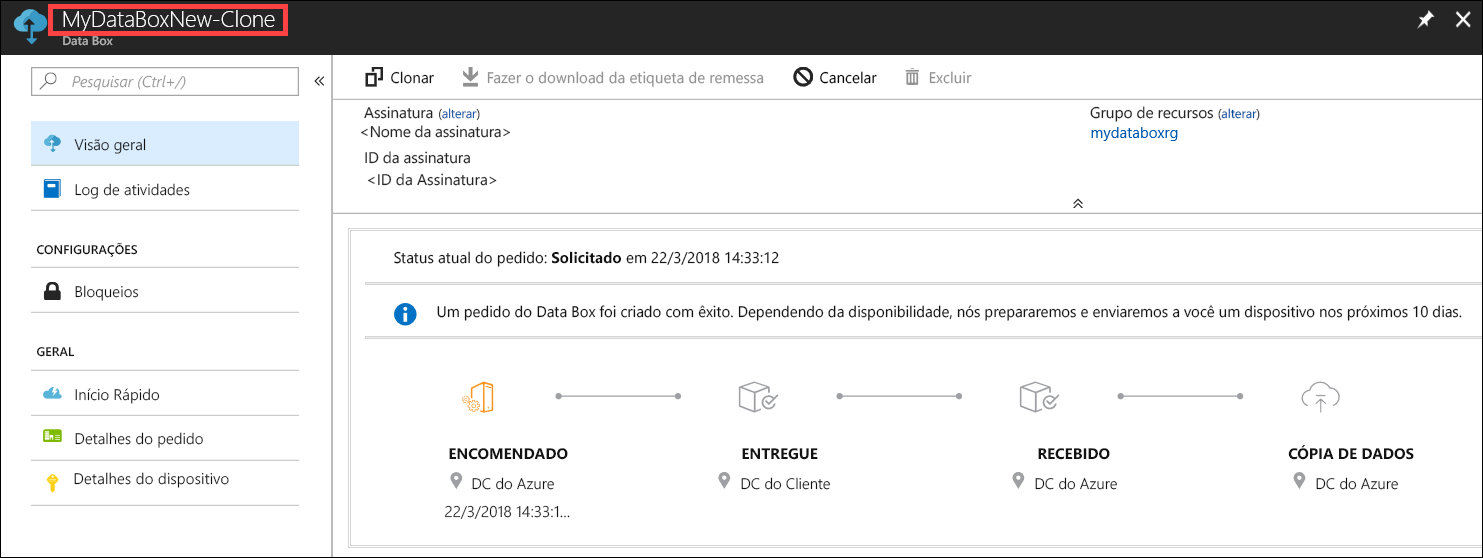 MyDataBoxNew-Clone
Data Box
Pesquisar (Ctrl+/)
«
Visão geral
Log de atividades
CONFIGURAÇÕES
Bloqueios
GERAL
Início Rápido
Detalhes do pedido
Detalhes do dispositivo
Clonar
Fazer o download da etiqueta de remessa
Cancelar
Excluir
Assinatura (alterar)
<Nome da assinatura>
ID da assinatura
<ID da Assinatura>
Grupo de recursos (alterar)
mydataboxrg
Status atual do pedido: Solicitado em 22/3/2018 14:33:12
Um pedido do Data Box foi criado com êxito. Dependendo da disponibilidade, nós prepararemos e enviaremos a você um dispositivo nos próximos 10 dias.
ENCOMENDADO
DC do Azure
22/3/2018 14:33:1...
ENTREGUE
DC do Cliente
RECEBIDO
DC do Azure
CÓPIA DE DADOS
DC do Azure